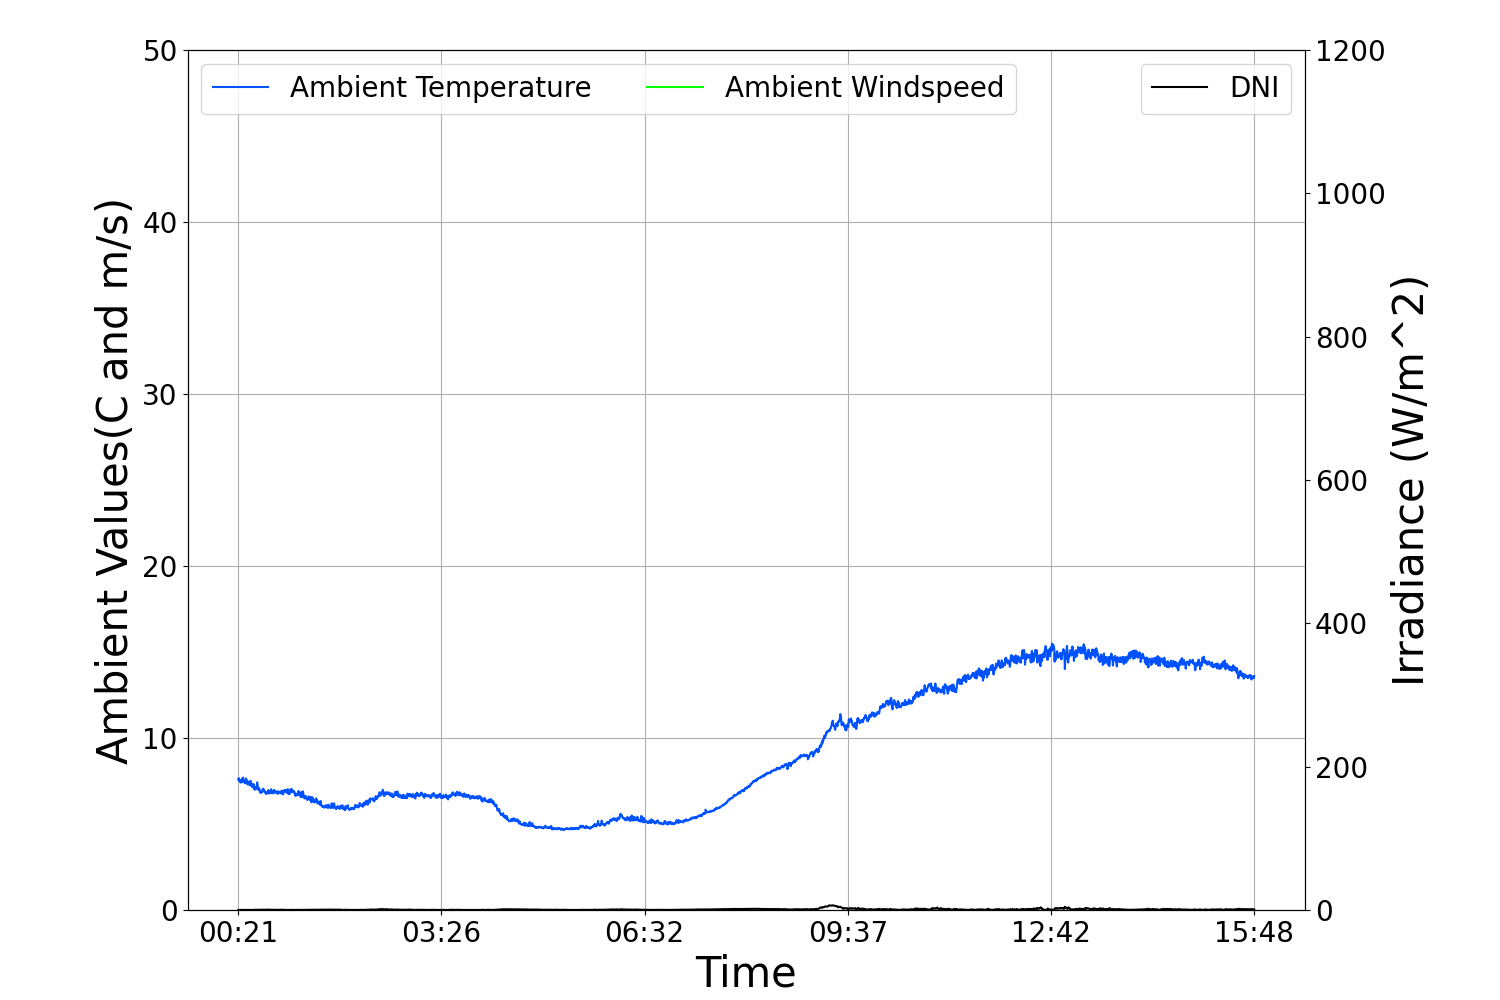 Ambient Temperature Ambient Windspeed DNI
50
40
30
20
10
0
Ambient Values(C and m/s)
1200
1000
800
600
400
200
0
Irradiance (W/m^2)
00:21 03:26 06:32 09:37 12:42 15:48
Time